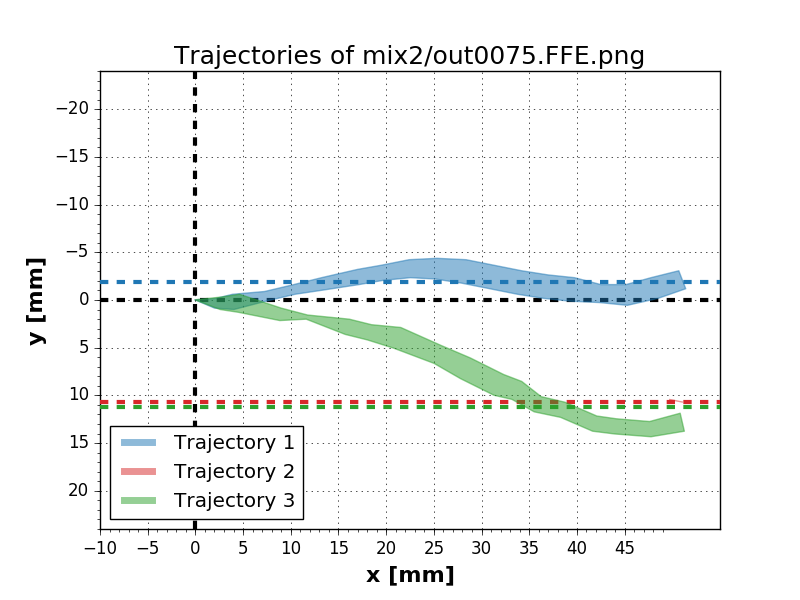 Trajectories of mix2/out0075.FFE.png
y [mm]
−20
−15
−10
−5
0
5
10
15
20
Trajectory 1
Trajectory 2
Trajectory 3
−10 −5 0 5 10 15 20 25 30 35 40 45
x [mm]